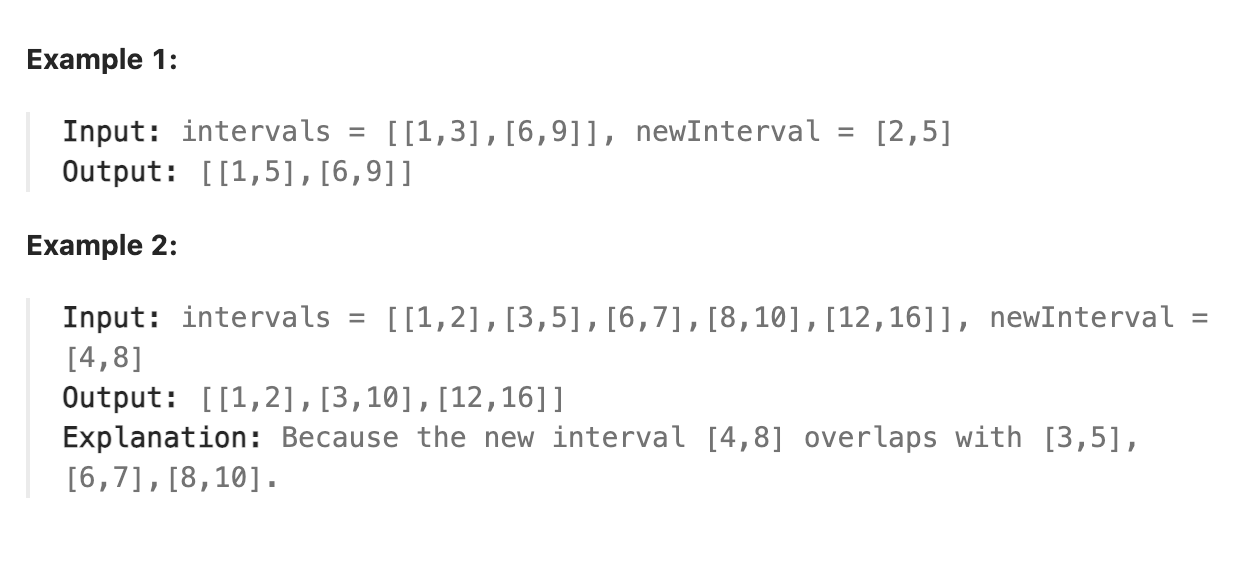 Example 1:
Input: intervals = [[1,3],[6,9]], newInterval = [2,5]
Output: [[1,5],[6,9]]
Example 2:
Input: intervals = [[1,2],[3,5],[6,7],[8,10],[12,16]], newInterval =
[4,8]
Output: [[1,2],[3,10],[12,16]]
Explanation: Because the new interval [4,8] overlaps with [3,5],
[6,7],[8,10].